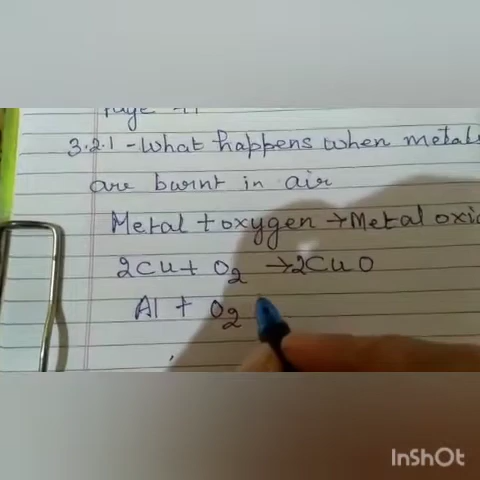 3.2.1 - What happens when metals
are burnt in air
Metal + oxygen → Metal oxi
2Cu + O2 → 2CuO
Al + O2
InShOt